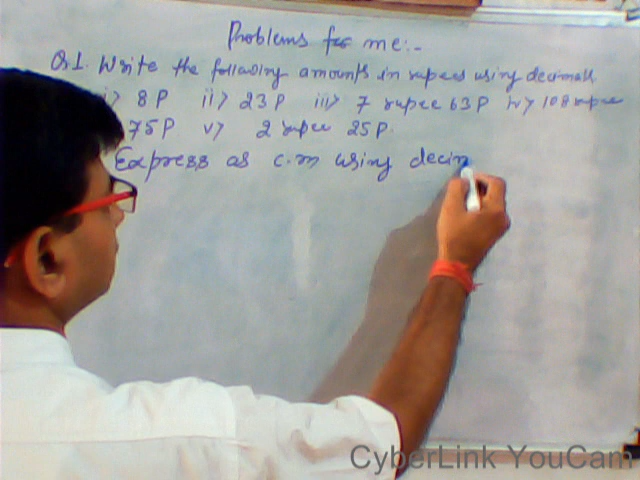 Problems for me:-
Q.1. Write the following amounts in rupees using decimals
i> 8 P ii> 23 P iii> 7 rupee 63 P iv> 108 rupee
75 P v> 2 rupee 25 P.
Express as c.m using decim
CyberLink YouCam